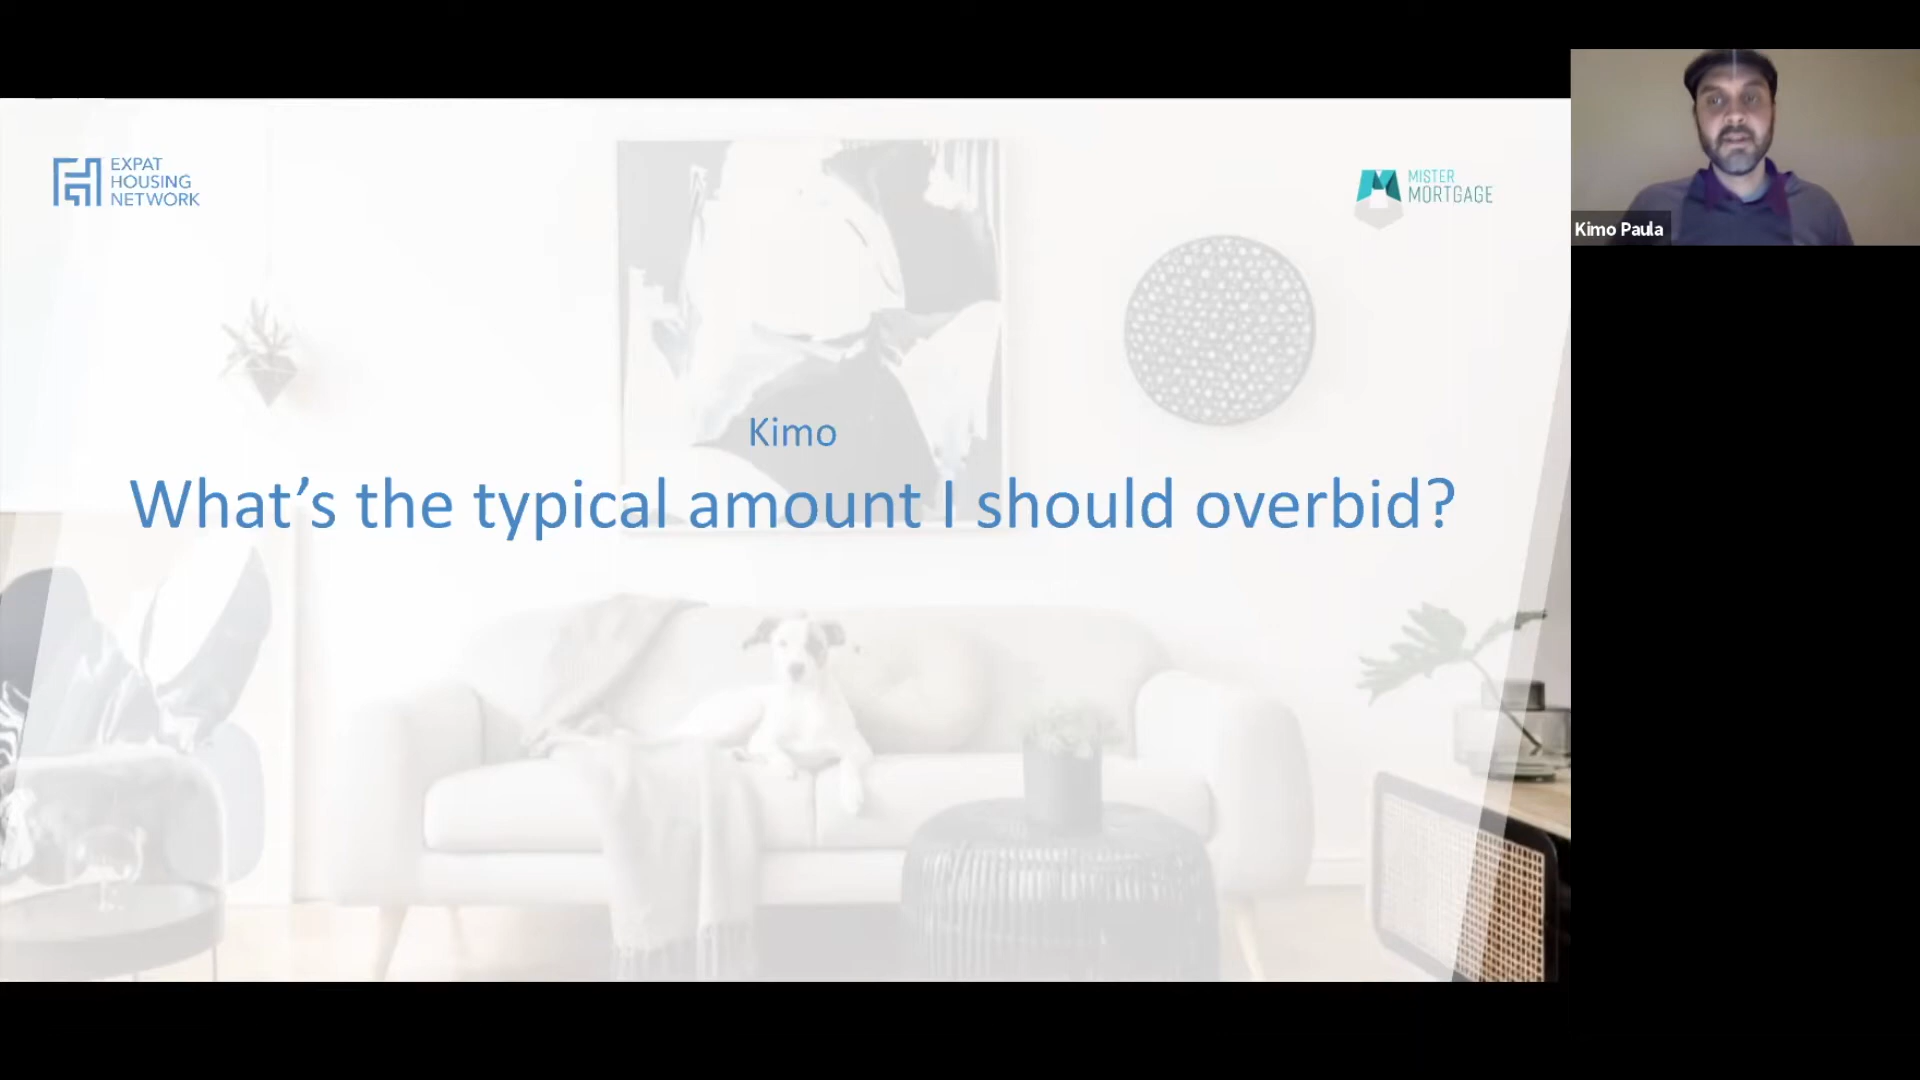 EXPAT
HOUSING
NETWORK
MISTER
MORTGAGE
Kimo Paula
Kimo
What’s the typical amount I should overbid?